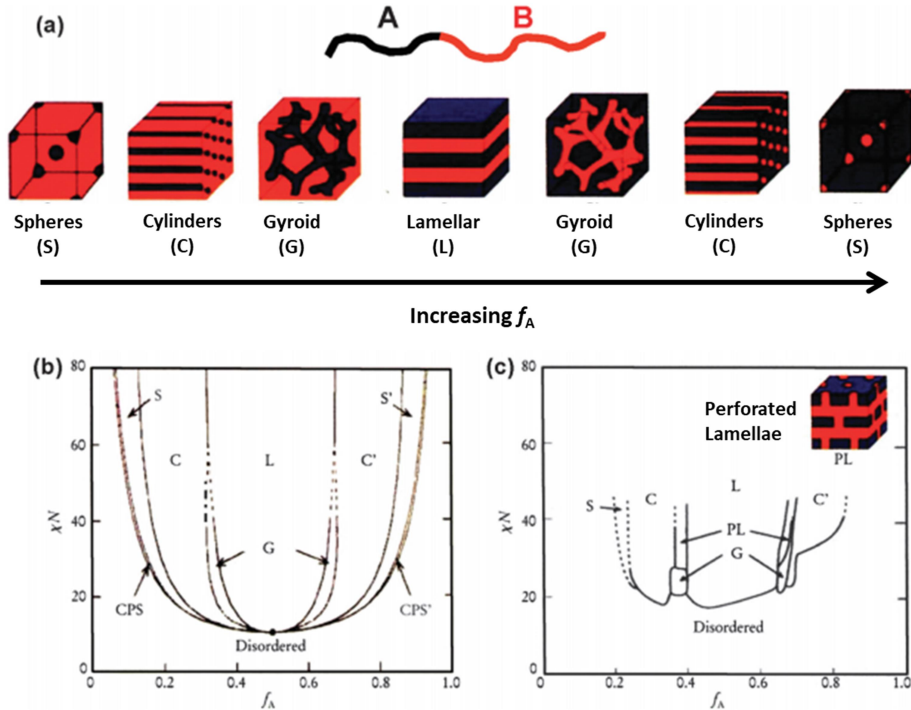 (a)
A
B
Spheres
(S)
Cylinders
(C)
Gyroid
(G)
Lamellar
(L)
Gyroid
(G)
Cylinders
(C)
Spheres
(S)
Increasing fA
(b)
80
60
40
20
0
χN
S
S'
C
L
C'
G
CPS
CPS'
Disordered
0
0.2
0.4
0.6
0.8
1.0
fA
(c)
80
60
40
20
0
χN
Perforated
Lamellae
PL
S
C
L
C'
PL
G
Disordered
0
0.2
0.4
0.6
0.8
1.0
fA